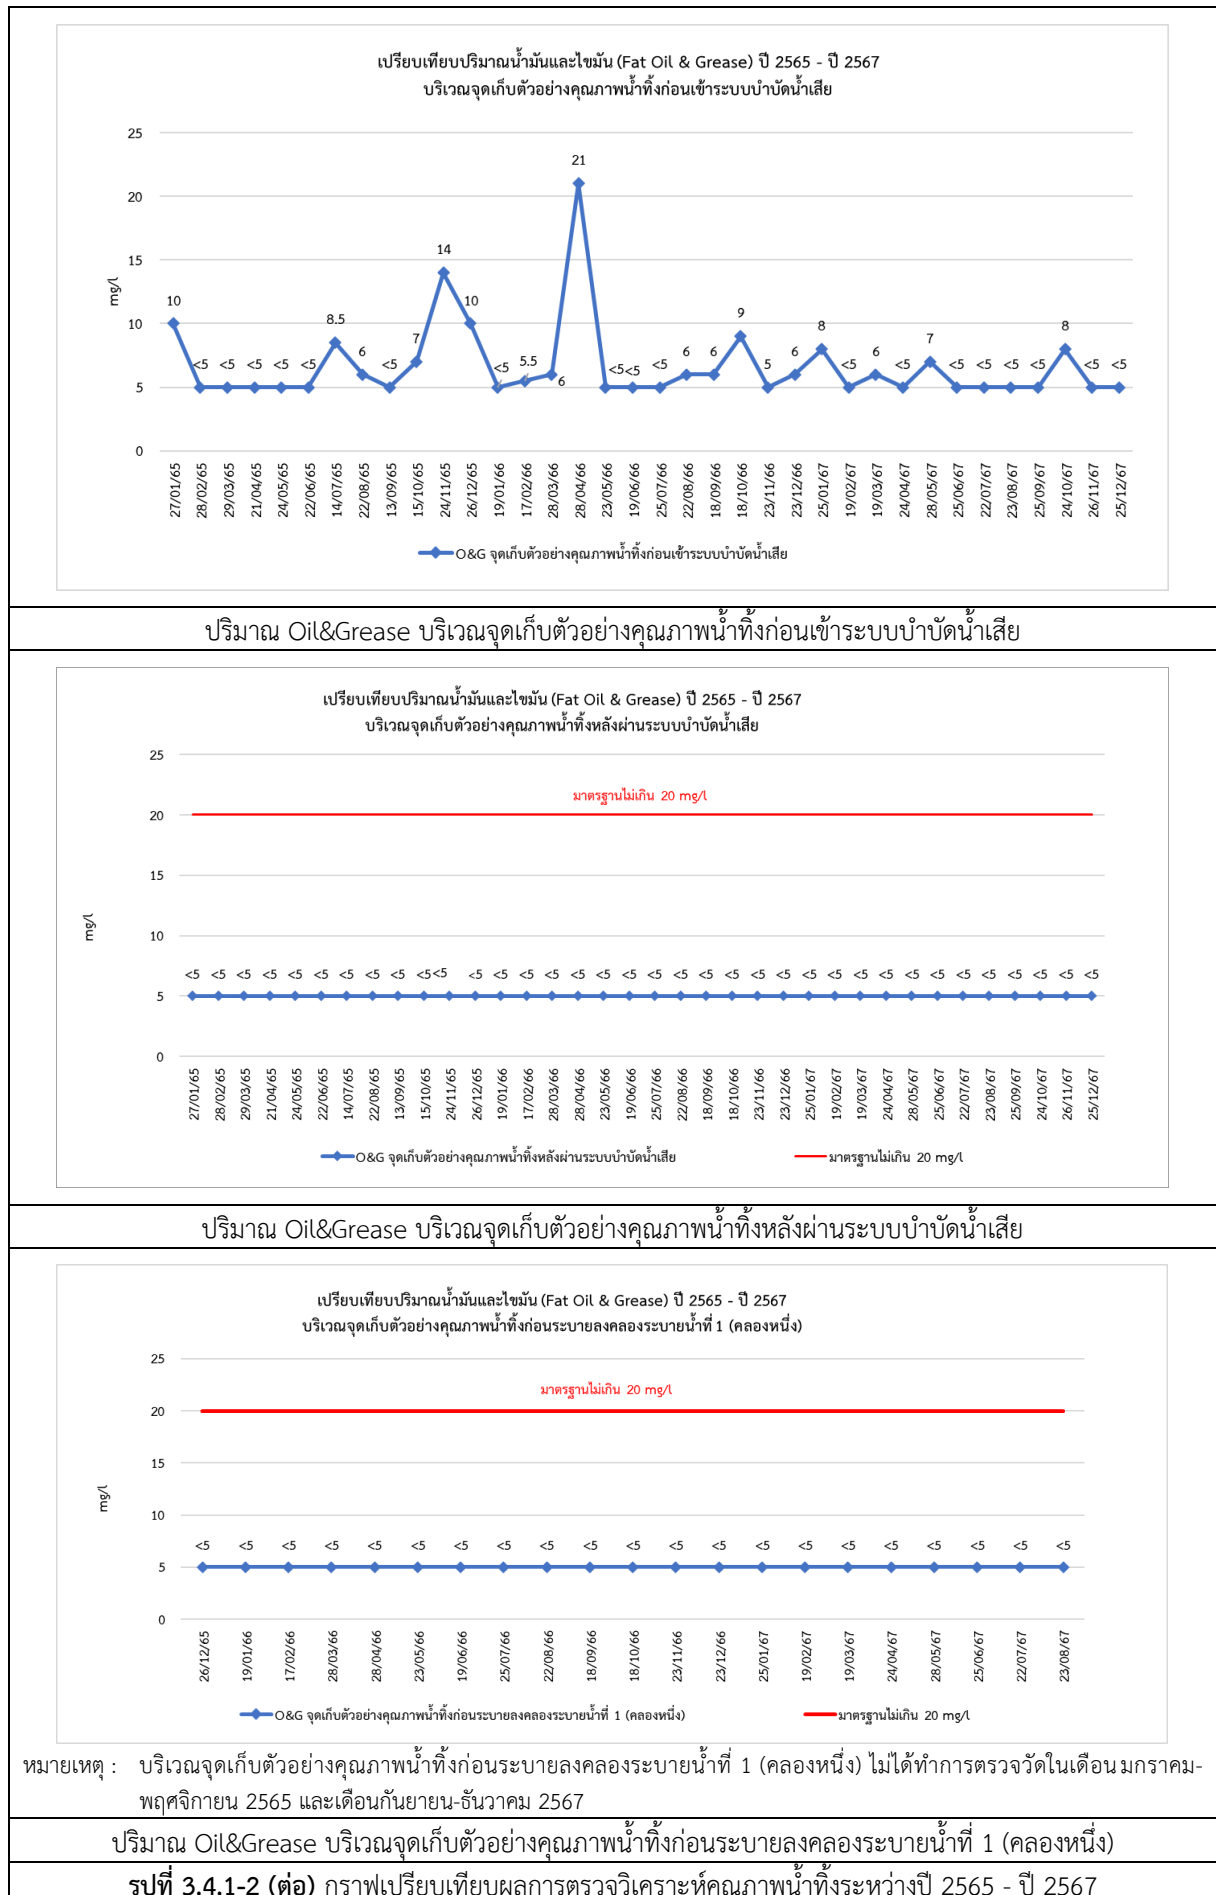 เปรียบเทียบปริมาณน้ำมันและไขมัน (Fat Oil & Grease) ปี 2565 - ปี 2567
บริเวณจุดเก็บตัวอย่างคุณภาพน้ำทิ้งก่อนเข้าระบบบำบัดน้ำเสีย
25
20
15
10
5
0
mg/l
10 <5 <5 <5 <5 <5 8.5 6 <5 7 14 10 <5 5.5 6 21 <5 <5 <5 6 6 9 5 6 8 <5 6 <5 7 <5 <5 <5 <5 8 <5 <5
27/01/65 28/02/65 29/03/65 21/04/65 24/05/65 22/06/65 14/07/65 22/08/65 13/09/65 15/10/65 24/11/65 26/12/65 19/01/66 17/02/66 28/03/66 28/04/66 23/05/66 19/06/66 25/07/66 22/08/66 18/09/66 18/10/66 23/11/66 23/12/66 25/01/67 19/02/67 19/03/67 24/04/67 28/05/67 25/06/67 22/07/67 23/08/67 25/09/67 24/10/67 26/11/67 25/12/67
O&G จุดเก็บตัวอย่างคุณภาพน้ำทิ้งก่อนเข้าระบบบำบัดน้ำเสีย
ปริมาณ Oil&Grease บริเวณจุดเก็บตัวอย่างคุณภาพน้ำทิ้งก่อนเข้าระบบบำบัดน้ำเสีย
เปรียบเทียบปริมาณน้ำมันและไขมัน (Fat Oil & Grease) ปี 2565 - ปี 2567
บริเวณจุดเก็บตัวอย่างคุณภาพน้ำทิ้งหลังผ่านระบบบำบัดน้ำเสีย
25
มาตรฐานไม่เกิน 20 mg/l
20
15
10
5
0
mg/l
<5 <5 <5 <5 <5 <5 <5 <5 <5 <5 <5 <5 <5 <5 <5 <5 <5 <5 <5 <5 <5 <5 <5 <5 <5 <5 <5 <5 <5 <5 <5 <5 <5 <5 <5 <5
27/01/65 28/02/65 29/03/65 21/04/65 24/05/65 22/06/65 14/07/65 22/08/65 13/09/65 15/10/65 24/11/65 26/12/65 19/01/66 17/02/66 28/03/66 28/04/66 23/05/66 19/06/66 25/07/66 22/08/66 18/09/66 18/10/66 23/11/66 23/12/66 25/01/67 19/02/67 19/03/67 24/04/67 28/05/67 25/06/67 22/07/67 23/08/67 25/09/67 24/10/67 26/11/67 25/12/67
O&G จุดเก็บตัวอย่างคุณภาพน้ำทิ้งหลังผ่านระบบบำบัดน้ำเสีย มาตรฐานไม่เกิน 20 mg/l
ปริมาณ Oil&Grease บริเวณจุดเก็บตัวอย่างคุณภาพน้ำทิ้งหลังผ่านระบบบำบัดน้ำเสีย
เปรียบเทียบปริมาณน้ำมันและไขมัน (Fat Oil & Grease) ปี 2565 - ปี 2567
บริเวณจุดเก็บตัวอย่างคุณภาพน้ำทิ้งก่อนระบายลงคลองระบายน้ำที่ 1 (คลองหนึ่ง)
25
มาตรฐานไม่เกิน 20 mg/l
20
15
10
5
0
mg/l
<5 <5 <5 <5 <5 <5 <5 <5 <5 <5 <5 <5 <5 <5 <5 <5 <5 <5 <5 <5 <5
26/12/65 19/01/66 17/02/66 28/03/66 28/04/66 23/05/66 19/06/66 25/07/66 22/08/66 18/09/66 18/10/66 23/11/66 23/12/66 25/01/67 19/02/67 19/03/67 24/04/67 28/05/67 25/06/67 22/07/67 23/08/67
O&G จุดเก็บตัวอย่างคุณภาพน้ำทิ้งก่อนระบายลงคลองระบายน้ำที่ 1 (คลองหนึ่ง) มาตรฐานไม่เกิน 20 mg/l
หมายเหตุ : บริเวณจุดเก็บตัวอย่างคุณภาพน้ำทิ้งก่อนระบายลงคลองระบายน้ำที่ 1 (คลองหนึ่ง) ไม่ได้ทำการตรวจวัดในเดือนมกราคม-
พฤศจิกายน 2565 และเดือนกันยายน-ธันวาคม 2567
ปริมาณ Oil&Grease บริเวณจุดเก็บตัวอย่างคุณภาพน้ำทิ้งก่อนระบายลงคลองระบายน้ำที่ 1 (คลองหนึ่ง)
รูปที่ 3.4.1-2 (ต่อ) กราฟเปรียบเทียบผลการตรวจวิเคราะห์คุณภาพน้ำทิ้งระหว่างปี 2565 - ปี 2567